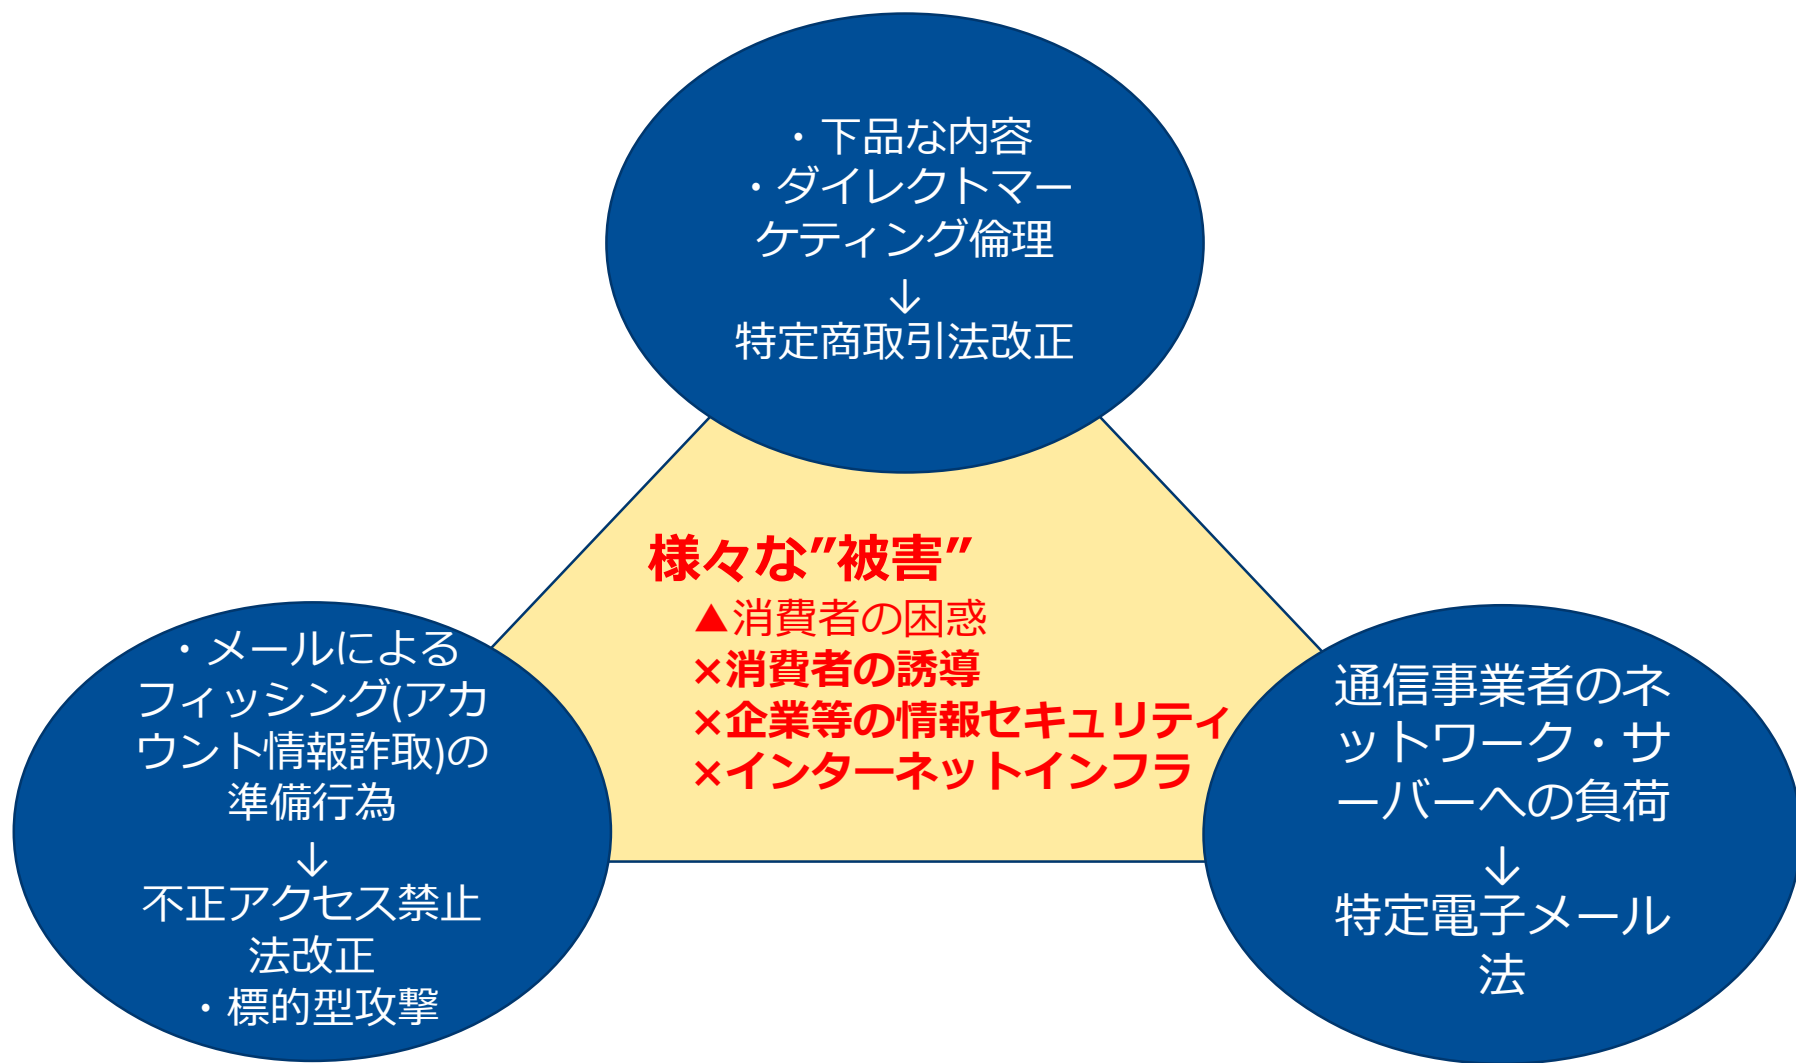 ・下品な内容
・ダイレクトマー
ケティング倫理
↓
特定商取引法改正
様々な”被害”
▲消費者の困惑
×消費者の誘導
×企業等の情報セキュリティ
×インターネットインフラ
・メールによる
フィッシング(アカ
ウント情報詐取)の
準備行為
↓
不正アクセス禁止
法改正
・標的型攻撃
通信事業者のネ
ットワーク・サ
ーバーへの負荷
↓
特定電子メール
法